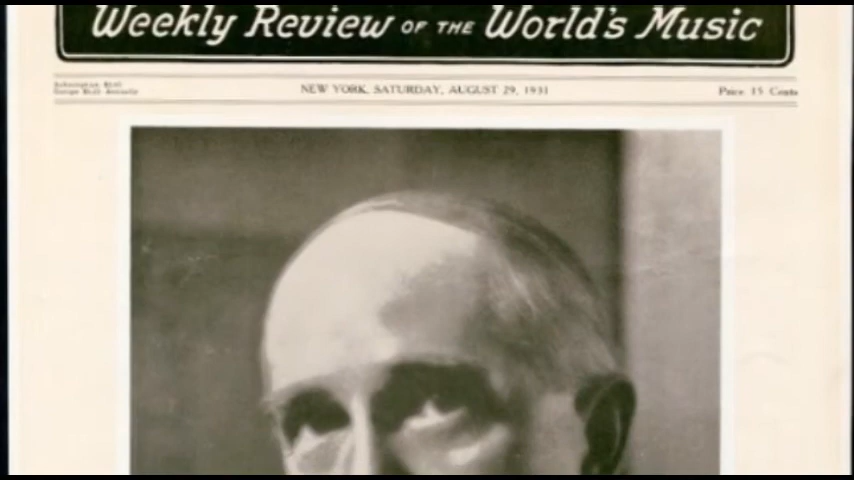 Weekly Review OF THE World's Music
NEW YORK, SATURDAY, AUGUST 29, 1931
Price 15 Cents